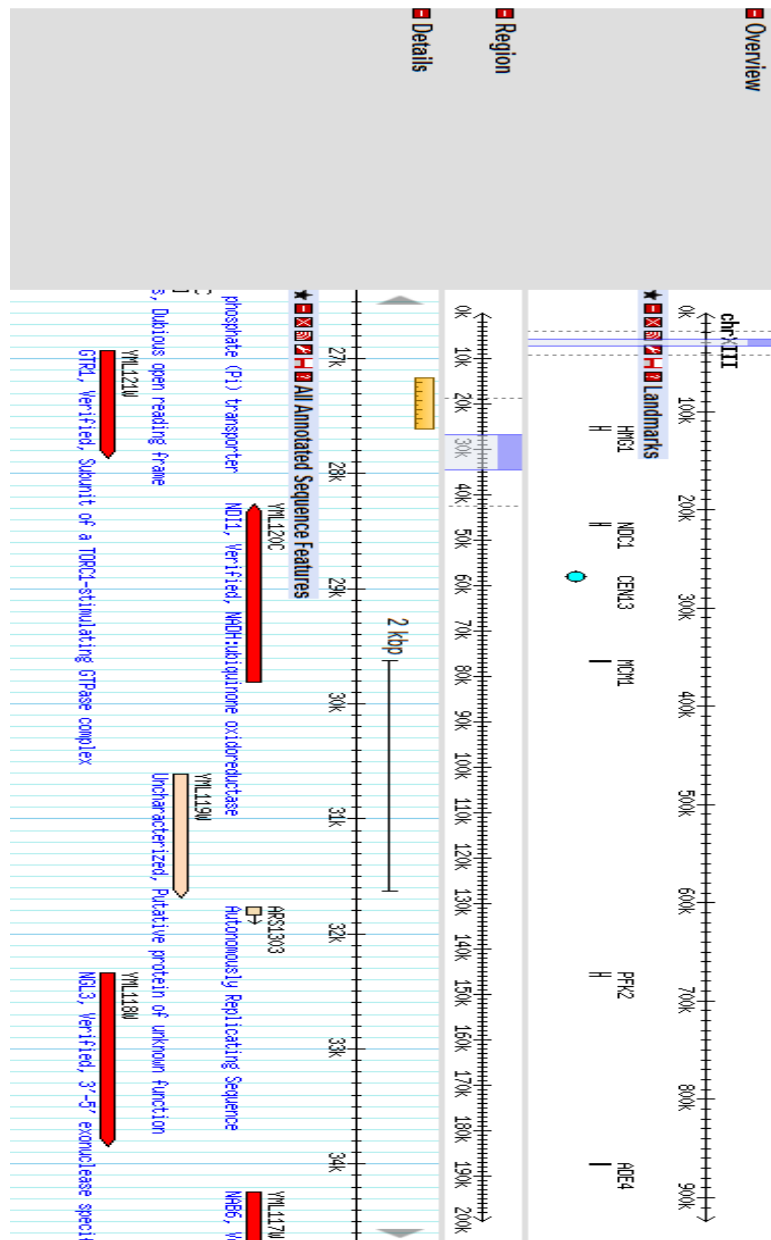 Overview
chrXIII
0k 100k 200k 300k 400k 500k 600k 700k 800k 900k
★ Landmarks
HMG1 NDC1 CEN13 MCM1 PFK2 ADE4
Region
0k 10k 20k 30k 40k 50k 60k 70k 80k 90k 100k 110k 120k 130k 140k 150k 160k 170k 180k 190k 200k
Details
2 kbp
27k 28k 29k 30k 31k 32k 33k 34k
★ All Annotated Sequence Features
YML120C ARS1303 YML117W
phosphate (Pi) transporter NDI1, Verified, NADH:ubiquinone oxidoreductase Autonomously Replicating Sequence NAB6, V
C YML119W
s, Dubious open reading frame Uncharacterized, Putative protein of unknown function
YML121W YML118W
GTR1, Verified, Subunit of a TORC1-stimulating GTPase complex NGL3, Verified, 3'-5' exonuclease specif